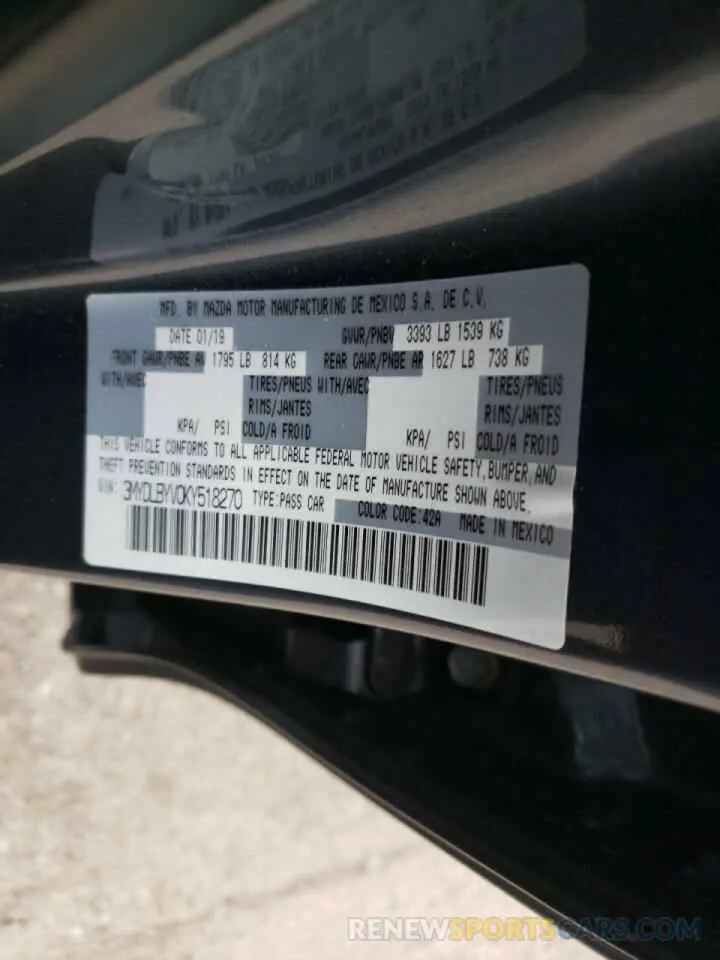 MFD. BY MAZDA MOTOR MANUFACTURING DE MEXICO S.A. DE C.V.
DATE 01/19 GVWR/PNBV 3393 LB 1539 KG
FRONT GAWR/PNBE AV 1795 LB 814 KG REAR GAWR/PNBE AR 1627 LB 738 KG
WITH/AVEC TIRES/PNEUS WITH/AVEC TIRES/PNEUS
RIMS/JANTES RIMS/JANTES
KPA/ PSI COLD/A FROID KPA/ PSI COLD/A FROID
THIS VEHICLE CONFORMS TO ALL APPLICABLE FEDERAL MOTOR VEHICLE SAFETY, BUMPER, AND
THEFT PREVENTION STANDARDS IN EFFECT ON THE DATE OF MANUFACTURE SHOWN ABOVE.
VIN: 3MYDLBYV0KY518270 TYPE:PASS CAR COLOR CODE:42A MADE IN MEXICO
RENEWSPORTSCARS.COM